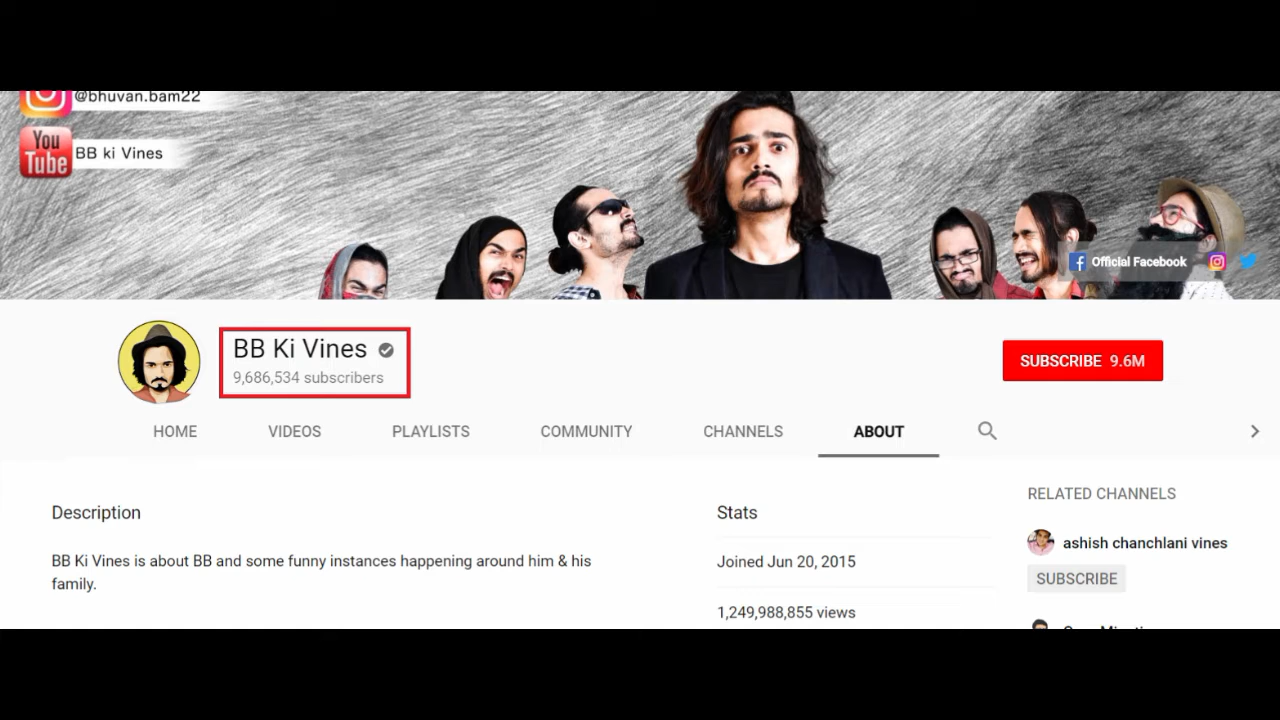 @bhuvan.bam22
You
Tube
BB ki Vines
Official Facebook
BB Ki Vines
9,686,534 subscribers
SUBSCRIBE 9.6M
HOME
VIDEOS
PLAYLISTS
COMMUNITY
CHANNELS
ABOUT
Description
BB Ki Vines is about BB and some funny instances happening around him & his
family.
Stats
Joined Jun 20, 2015
1,249,988,855 views
RELATED CHANNELS
ashish chanchlani vines
SUBSCRIBE